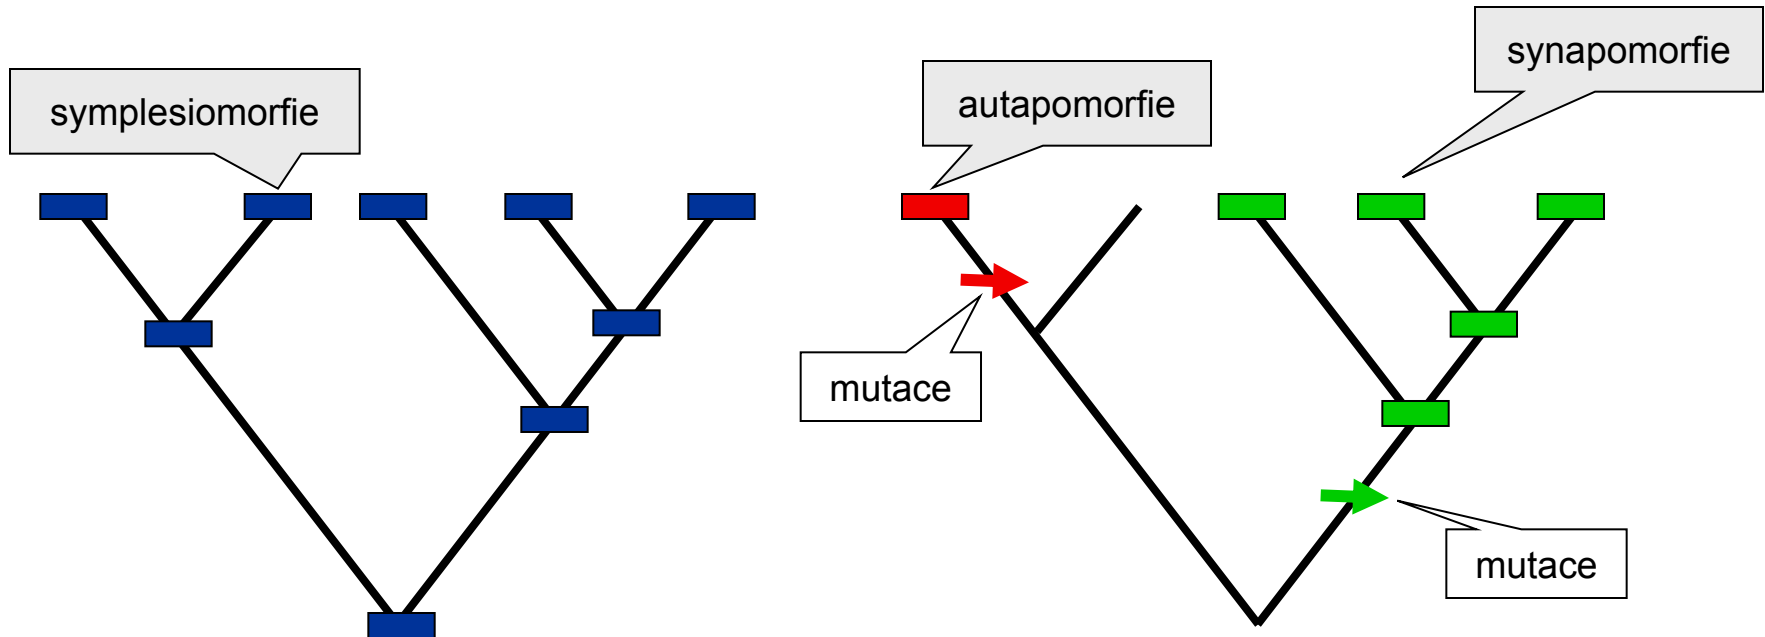 symplesiomorfie
autapomorfie
synapomorfie
mutace
mutace